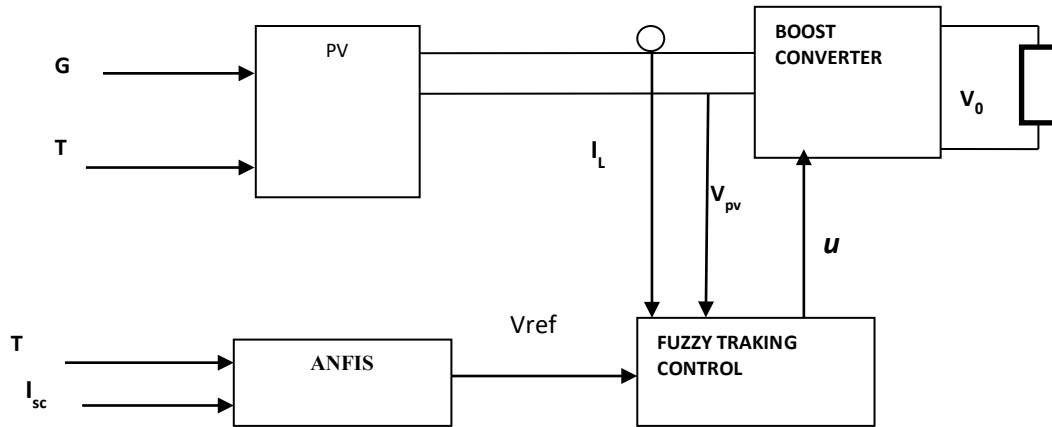 PV
BOOST
CONVERTER
G
V0
T
IL
Vpv
u
Vref
T
FUZZY TRAKING
CONTROL
ANFIS
Isc